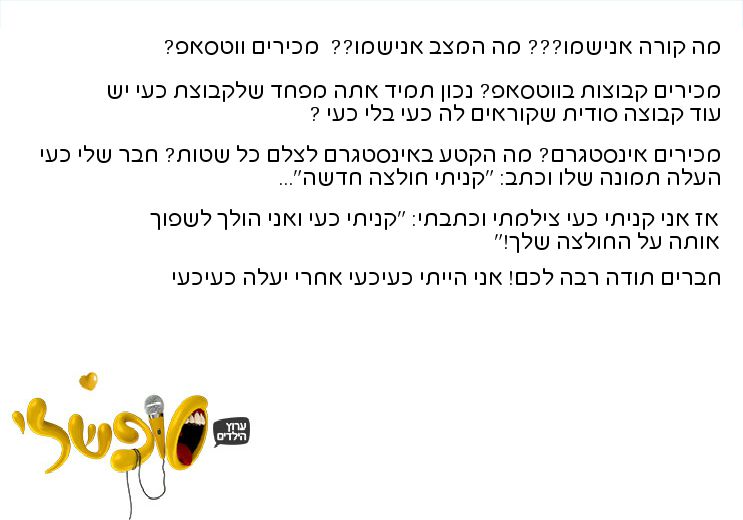 מה קורה אנישמו??? מה המצב אנישמו?? מכירים ווטסאפ?
מכירים קבוצות בווטסאפ? נכון תמיד אתה מפחד שלקבוצת כעי יש
עוד קבוצה סודית שקוראים לה כעי בלי כעי ?
מכירים אינסטגרם? מה הקטע באינסטגרם לצלם כל שטות? חבר שלי כעי
העלה תמונה שלו וכתב: "קניתי חולצה חדשה"...
אז אני קניתי כעי צילמתי וכתבתי: "קניתי כעי ואני הולך לשפוך
אותה על החולצה שלך!"
חברים תודה רבה לכם! אני הייתי כעיכעי אחרי יעלה כעיכעי
סופשלי
ערוץ
הילדים